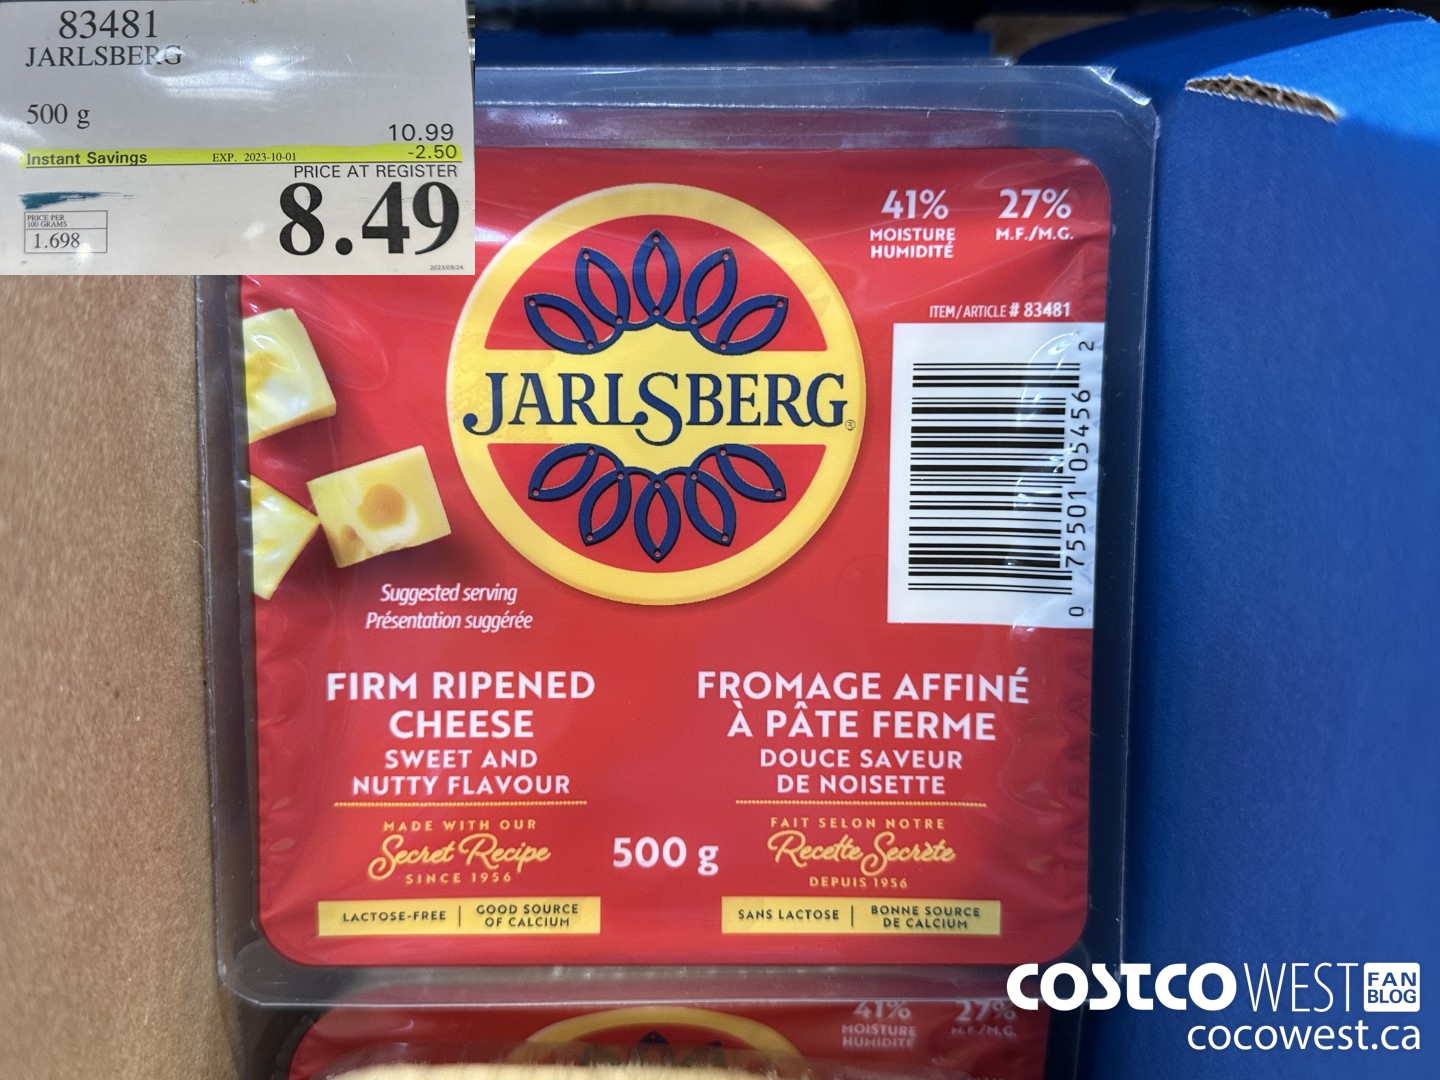 83481
JARLSBERG
500 g
10.99
Instant Savings EXP. 2023-10-01 -2.50
PRICE AT REGISTER
8.49
PRICE PER
100 GRAMS
1.698
2023/09/24
41% 27%
MOISTURE M.F./M.G.
HUMIDITÉ
ITEM/ARTICLE # 83481
JARLSBERG®
0 75501 05456 2
Suggested serving
Présentation suggérée
FIRM RIPENED
CHEESE
SWEET AND
NUTTY FLAVOUR
MADE WITH OUR
Secret Recipe
SINCE 1956
LACTOSE-FREE | GOOD SOURCE
OF CALCIUM
500 g
FROMAGE AFFINÉ
À PÂTE FERME
DOUCE SAVEUR
DE NOISETTE
FAIT SELON NOTRE
Recette Secrète
DEPUIS 1956
SANS LACTOSE | BONNE SOURCE
DE CALCIUM
41% 27%
MOISTURE M.F./M.G.
HUMIDITÉ
COSTCO WEST FAN
BLOG
cocowest.ca